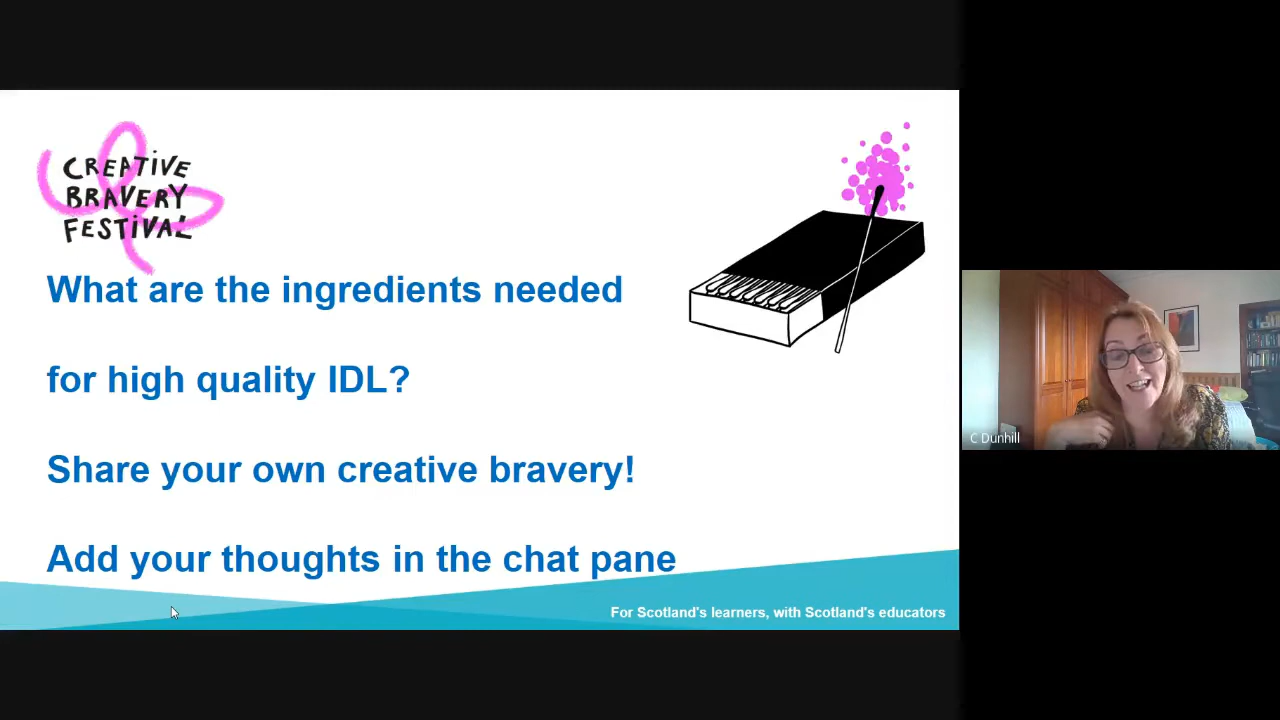 CREATIVE
BRAVERY
FESTIVAL
What are the ingredients needed
for high quality IDL?
Share your own creative bravery!
Add your thoughts in the chat pane
For Scotland's learners, with Scotland's educators
C Dunhill